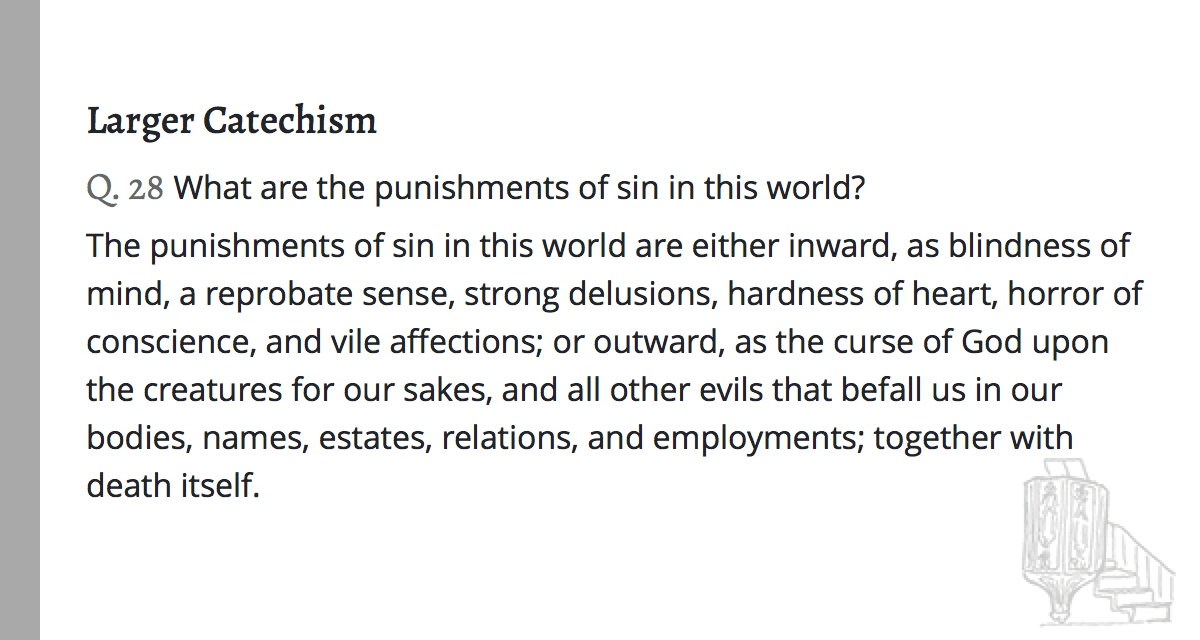 Larger Catechism
Q. 28 What are the punishments of sin in this world?
The punishments of sin in this world are either inward, as blindness of
mind, a reprobate sense, strong delusions, hardness of heart, horror of
conscience, and vile affections; or outward, as the curse of God upon
the creatures for our sakes, and all other evils that befall us in our
bodies, names, estates, relations, and employments; together with
death itself.